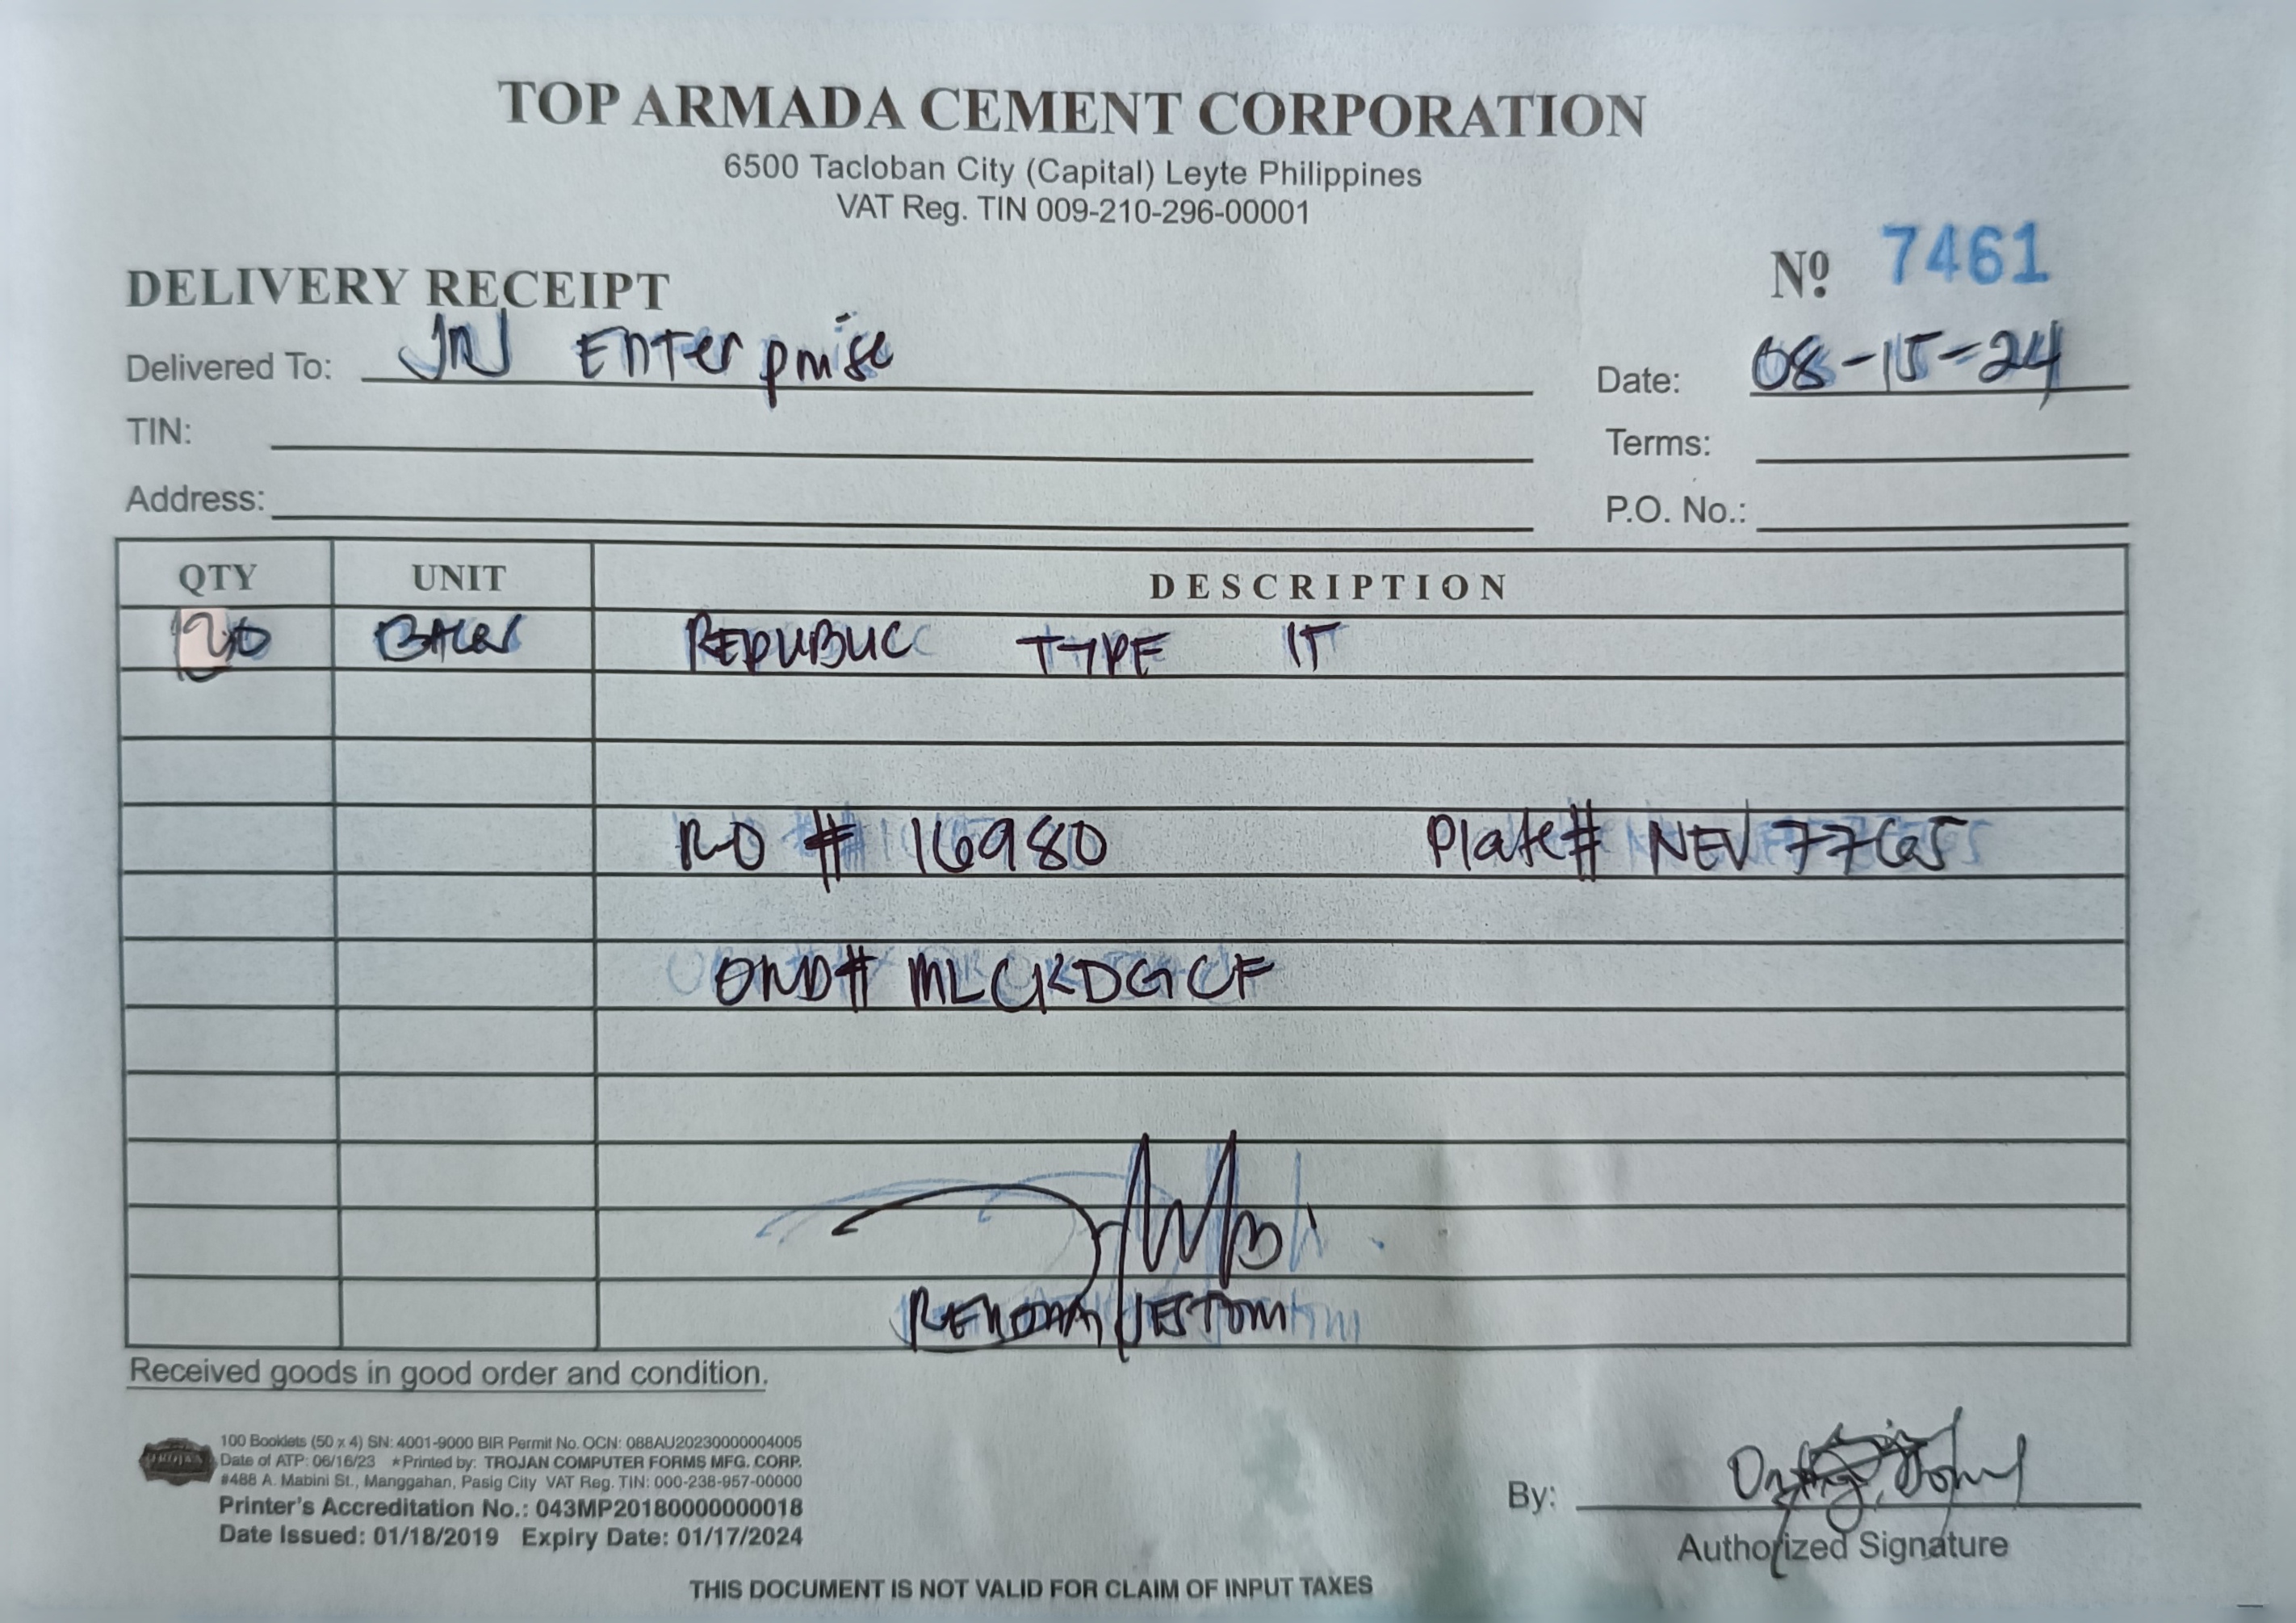 TOP ARMADA CEMENT CORPORATION
6500 Tacloban City (Capital) Leyte Philippines
VAT Reg. TIN 009-210-296-00001
DELIVERY RECEIPT
Nº 7461
Delivered To: JNJ Enterprise
Date: 08-15-24
TIN:
Terms:
Address:
P.O. No.:
QTY UNIT DESCRIPTION
REPUBLIC TYPE 1T
RO # 16980 Plate# NEV 7765
MLCKDGCF
Received goods in good order and condition.
TROJAN
100 Booklets (50 x 4) SN: 4001-9000 BIR Permit No. OCN: 088AU20230000004005
Date of ATP: 06/16/23 ★Printed by: TROJAN COMPUTER FORMS MFG. CORP.
#488 A. Mabini St., Manggahan, Pasig City VAT Reg. TIN: 000-238-957-00000
Printer's Accreditation No.: 043MP20180000000018
Date Issued: 01/18/2019 Expiry Date: 01/17/2024
By:
Authorized Signature
THIS DOCUMENT IS NOT VALID FOR CLAIM OF INPUT TAXES